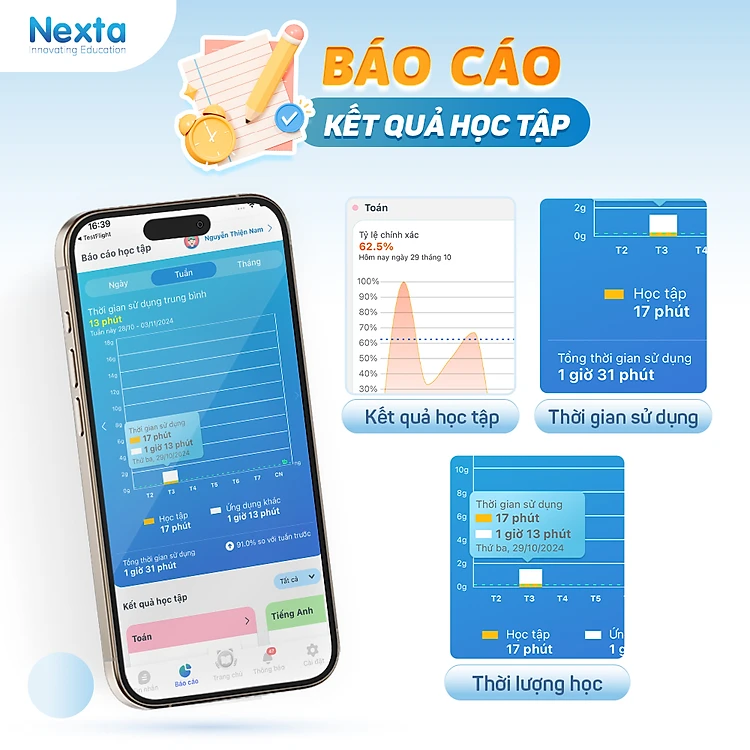 Nexta
Innovating Education
BÁO CÁO
KẾT QUẢ HỌC TẬP
16:39
TestFlight
Báo cáo học tập
Nguyễn Thiện Nam
Ngày
Tuần
Tháng
Thời gian sử dụng trung bình
13 phút
Tuần này 28/10 - 03/11/2024
18g
16g
14g
12g
10g
8g
6g
4g
2g
0g
Thời gian sử dụng
17 phút
1 giờ 13 phút
Thứ ba, 29/10/2024
T2 T3 T4 T5 T6 T7 CN
Học tập
17 phút
Ứng dụng khác
1 giờ 13 phút
Tổng thời gian sử dụng
1 giờ 31 phút
91.0% so với tuần trước
Kết quả học tập
Tất cả
Toán
Tiếng Anh
Báo cáo
Trang chủ
Thông báo
Cài đặt
Toán
Tỷ lệ chính xác
62.5%
Hôm nay ngày 29 tháng 10
100%
90%
80%
70%
60%
50%
40%
30%
Kết quả học tập
2g
0g
T2 T3 T4
Học tập
17 phút
Tổng thời gian sử dụng
1 giờ 31 phút
Thời gian sử dụng
10g
8g
6g
4g
2g
0g
Thời gian sử dụng
17 phút
1 giờ 13 phút
Thứ ba, 29/10/2024
T2 T3 T4 T5
Học tập
17 phút
Ứn
1 g
Thời lượng học